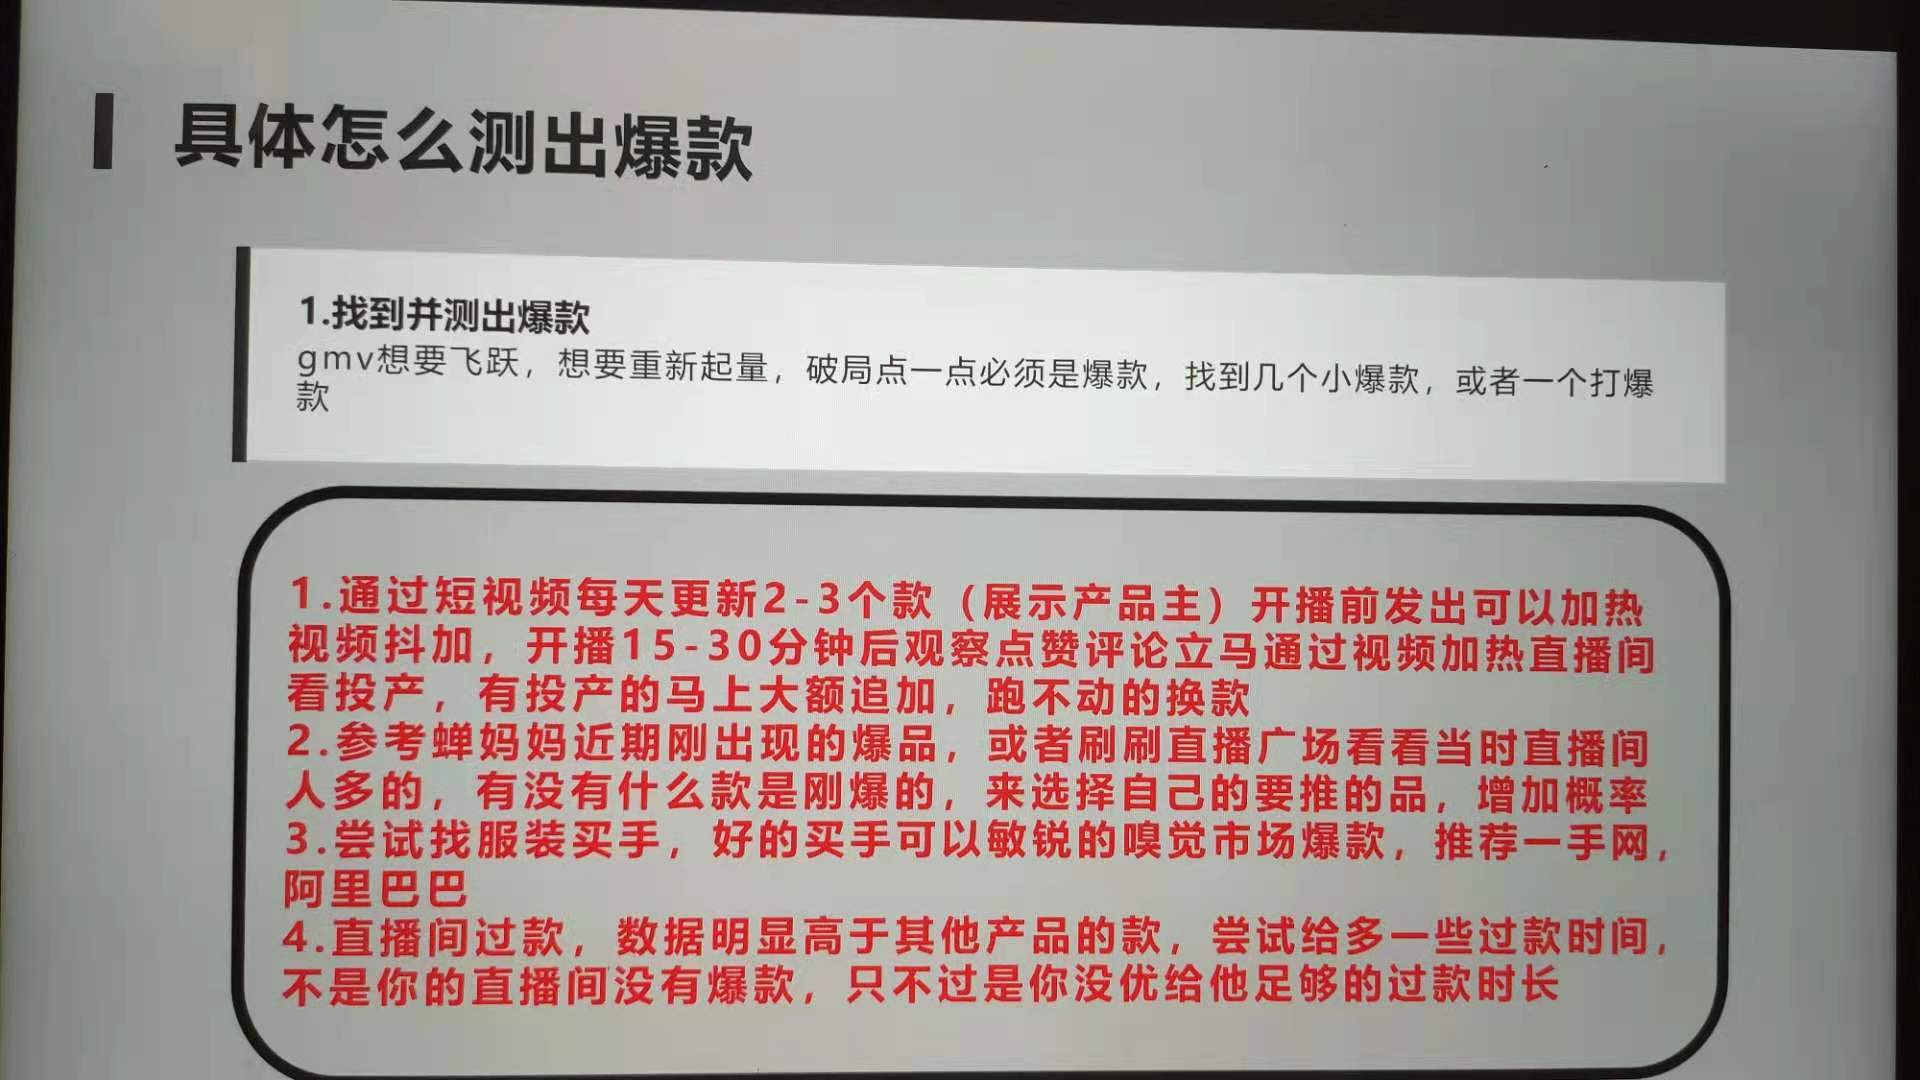 具体怎么测出爆款
1.找到并测出爆款
gmv想要飞跃，想要重新起量，破局点一点必须是爆款，找到几个小爆款，或者一个打爆
款
1.通过短视频每天更新2-3个款（展示产品主）开播前发出可以加热
视频抖加，开播15-30分钟后观察点赞评论立马通过视频加热直播间
看投产，有投产的马上大额追加，跑不动的换款
2.参考蝉妈妈近期刚出现的爆品，或者刷刷直播广场看看当时直播间
人多的，有没有什么款是刚爆的，来选择自己的要推的品，增加概率
3.尝试找服装买手，好的买手可以敏锐的嗅觉市场爆款，推荐一手网，
阿里巴巴
4.直播间过款，数据明显高于其他产品的款，尝试给多一些过款时间，
不是你的直播间没有爆款，只不过是你没优给他足够的过款时长